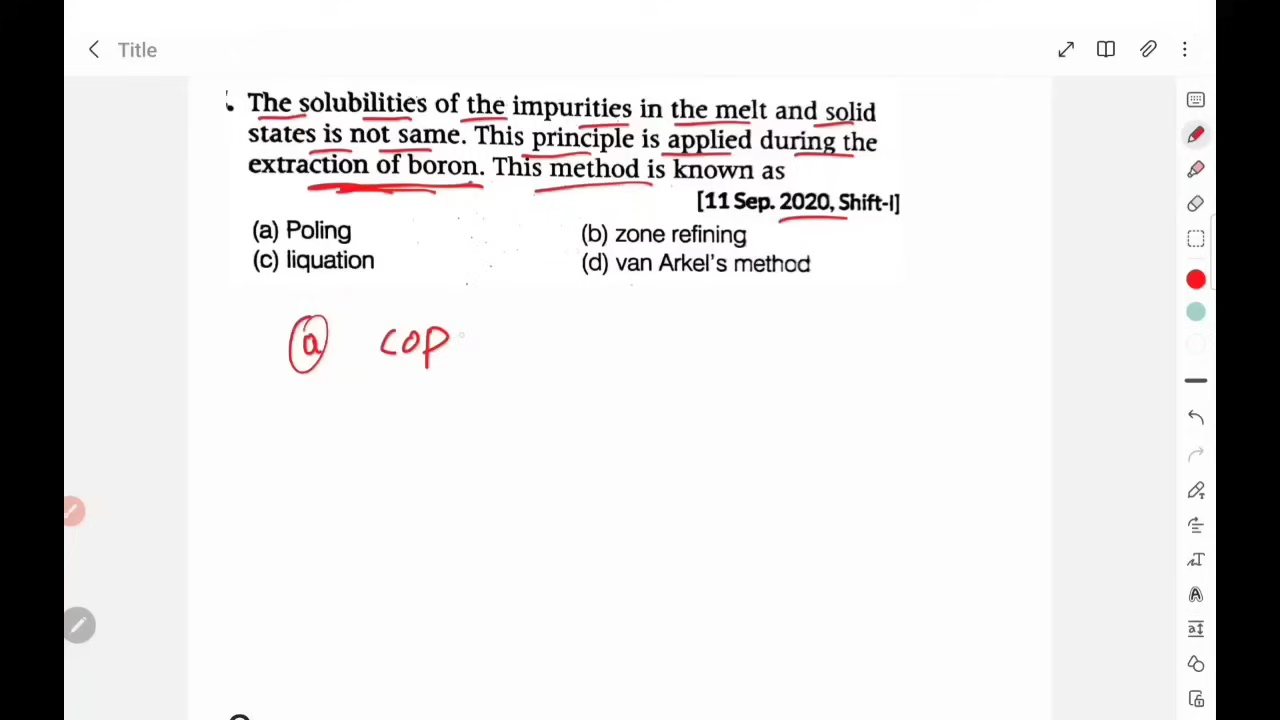 Title
The solubilities of the impurities in the melt and solid
states is not same. This principle is applied during the
extraction of boron. This method is known as
[11 Sep. 2020, Shift-I]
(a) Poling (b) zone refining
(c) liquation (d) van Arkel's method
a cop